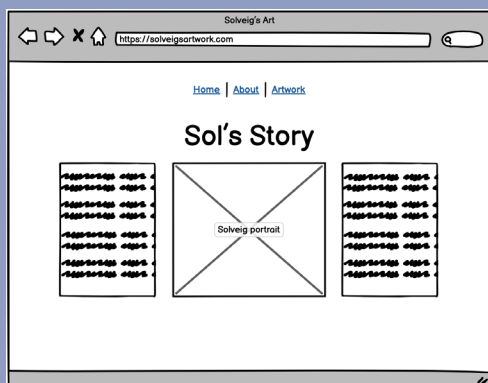 Solveig's Art
https://solveigsartwork.com
Home | About | Artwork
Sol's Story
Solveig portrait